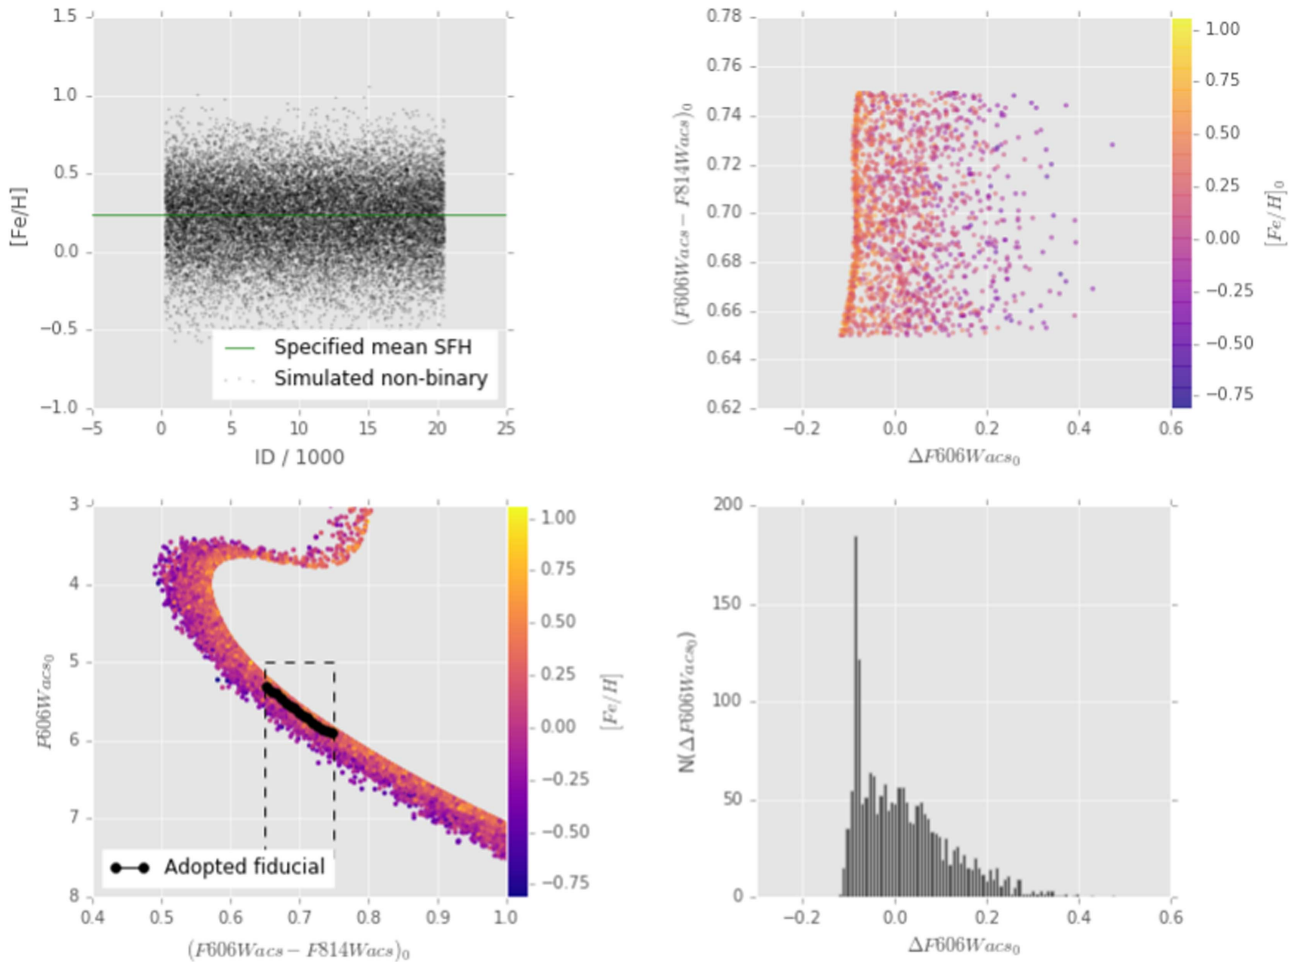 1.5
1.0
0.5
0.0
−0.5
−1.0
[Fe/H]
Specified mean SFH
Simulated non-binary
−5 0 5 10 15 20 25
ID / 1000
0.78
0.76
0.74
0.72
0.70
0.68
0.66
0.64
0.62
(F606Wacs − F814Wacs)₀
−0.2 0.0 0.2 0.4 0.6
ΔF606Wacs₀
1.00
0.75
0.50
0.25
0.00
−0.25
−0.50
−0.75
[Fe/H]₀
3
4
5
6
7
8
F606Wacs₀
Adopted fiducial
0.4 0.5 0.6 0.7 0.8 0.9 1.0
(F606Wacs − F814Wacs)₀
1.00
0.75
0.50
0.25
0.00
−0.25
−0.50
−0.75
[Fe/H]
200
150
100
50
0
N(ΔF606Wacs₀)
−0.2 0.0 0.2 0.4 0.6
ΔF606Wacs₀